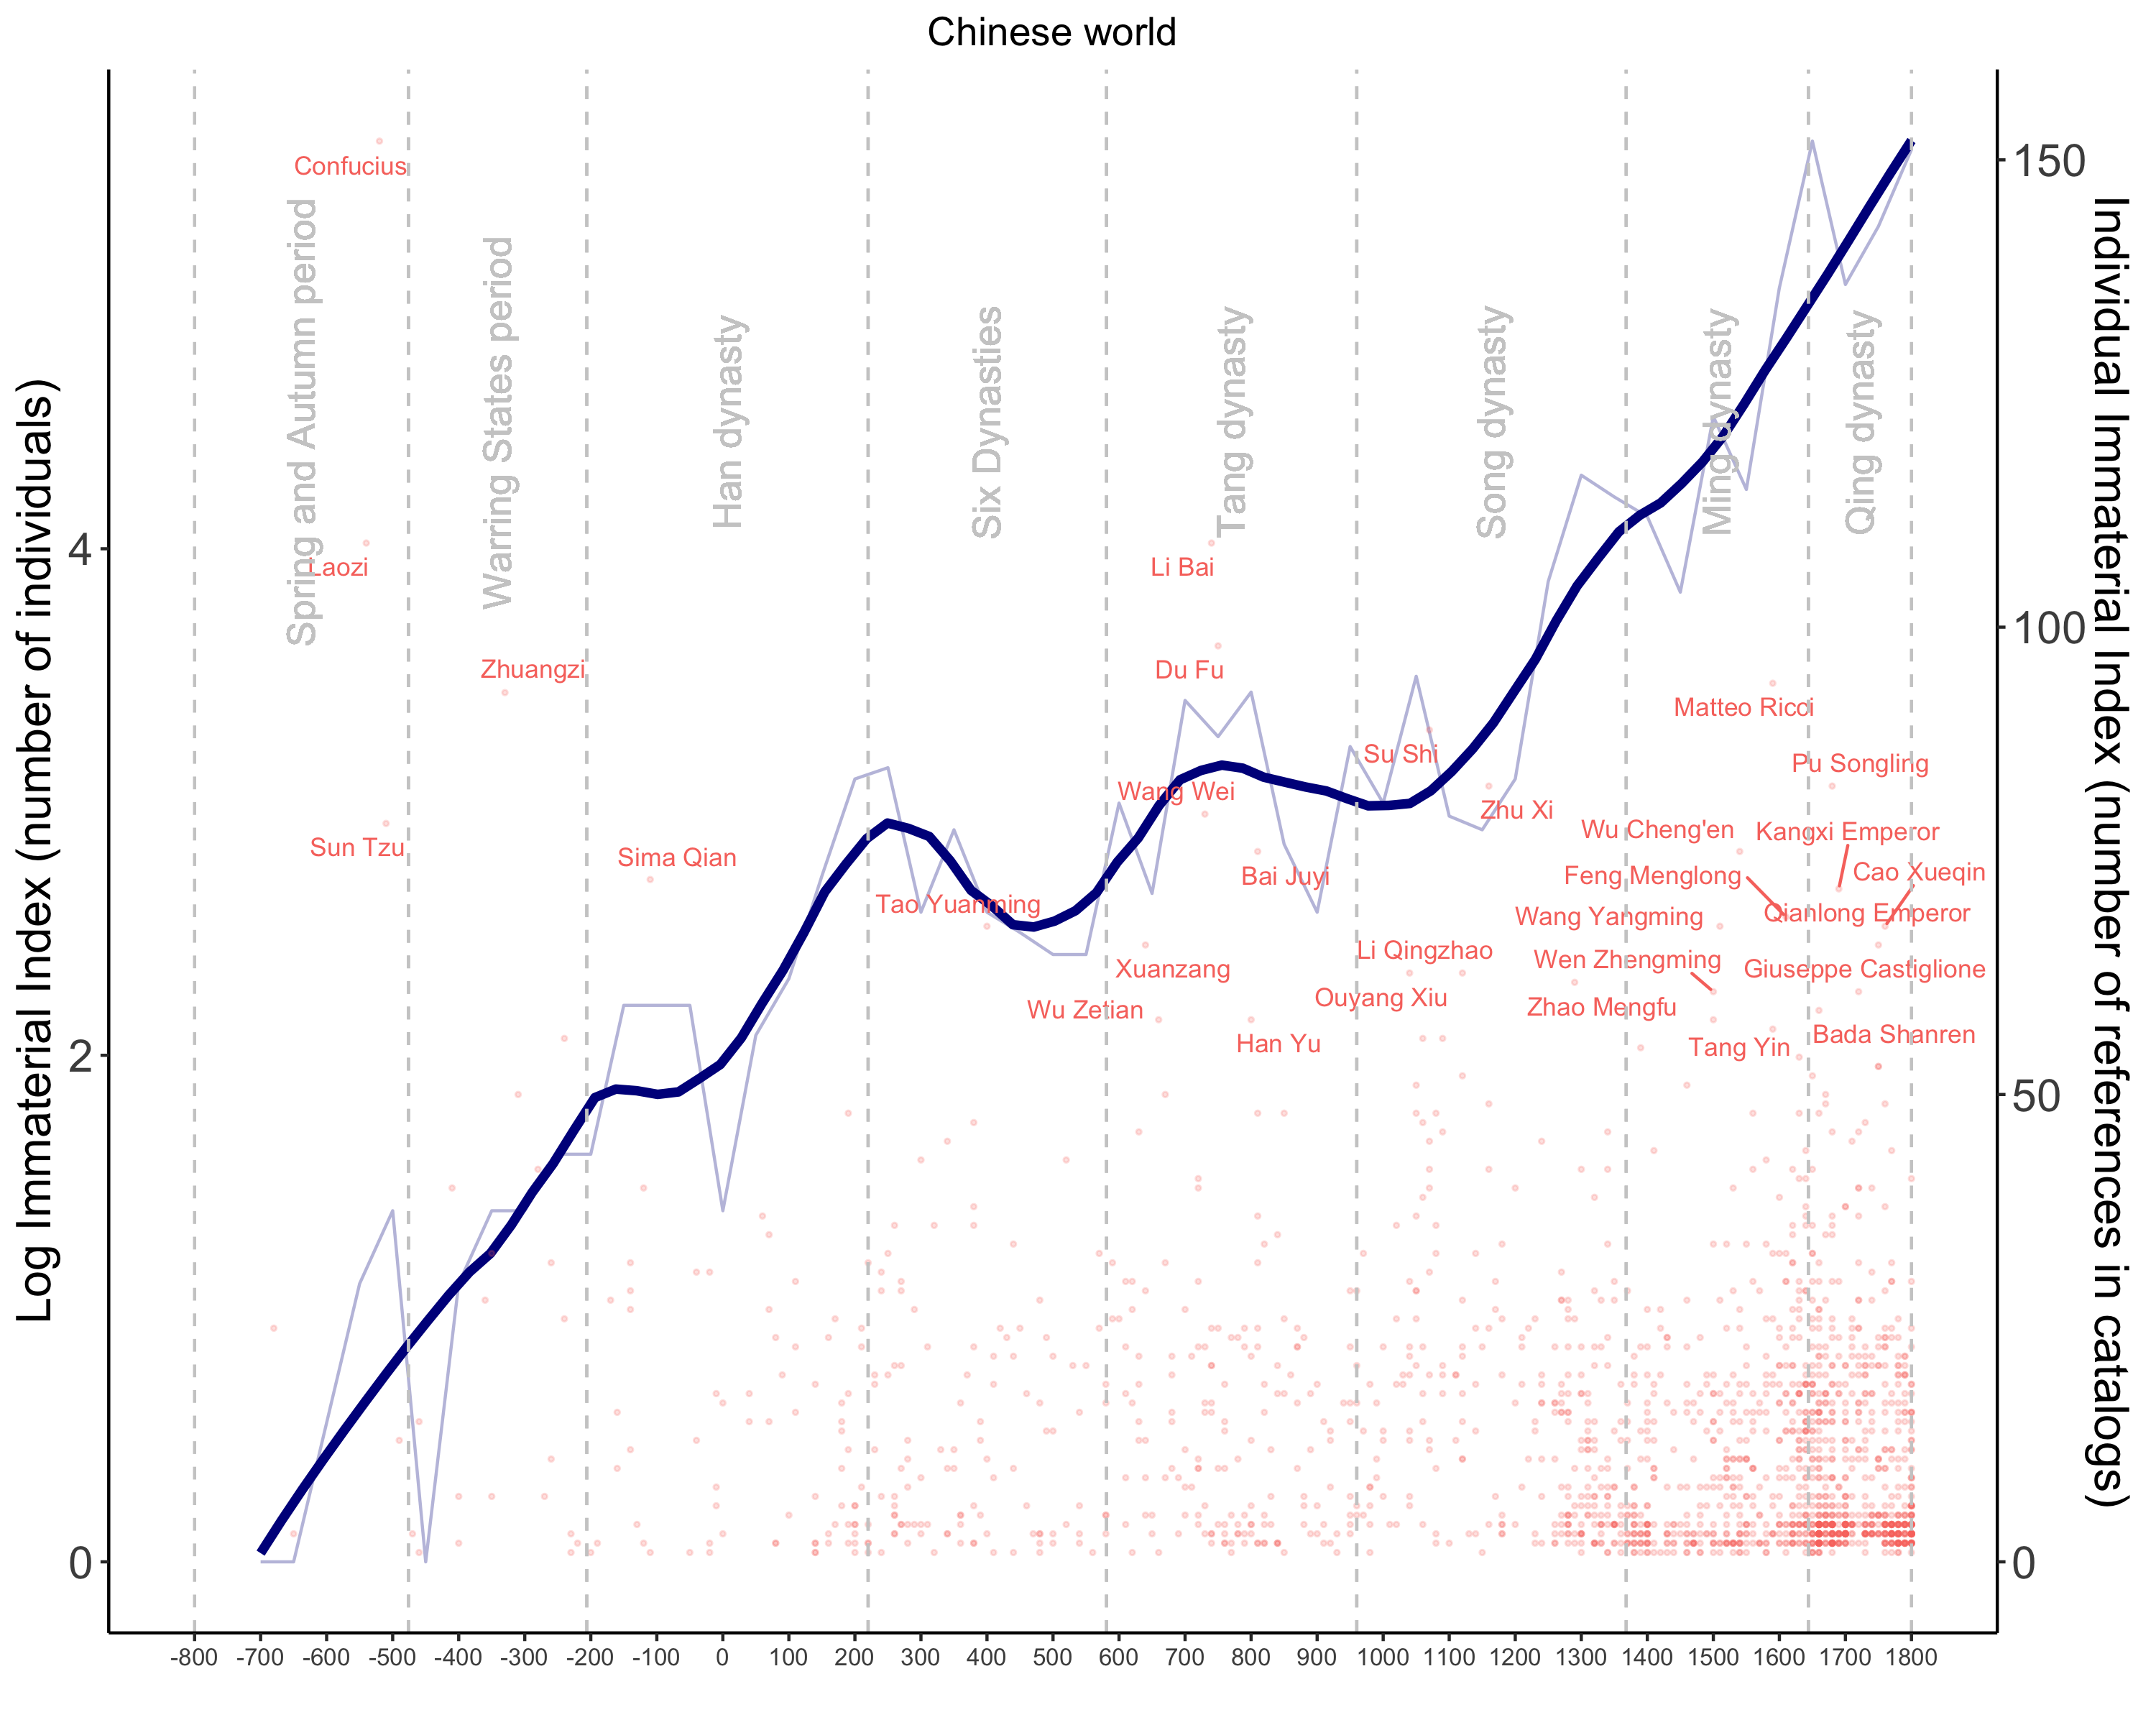 Chinese world
Log Immaterial Index (number of individuals)
Individual Immaterial Index (number of references in catalogs)
Spring and Autumn period
Warring States period
Han dynasty
Six Dynasties
Tang dynasty
Song dynasty
Ming dynasty
Qing dynasty
Confucius
Laozi
Li Bai
Zhuangzi
Du Fu
Matteo Ricci
Su Shi
Pu Songling
Wang Wei
Zhu Xi
Sun Tzu
Sima Qian
Wu Cheng'en
Kangxi Emperor
Bai Juyi
Feng Menglong
Cao Xueqin
Tao Yuanming
Wang Yangming
Qianlong Emperor
Li Qingzhao
Xuanzang
Wen Zhengming
Giuseppe Castiglione
Ouyang Xiu
Wu Zetian
Zhao Mengfu
Han Yu
Tang Yin
Bada Shanren
4
2
0
150
100
50
0
-800 -700 -600 -500 -400 -300 -200 -100 0 100 200 300 400 500 600 700 800 900 1000 1100 1200 1300 1400 1500 1600 1700 1800